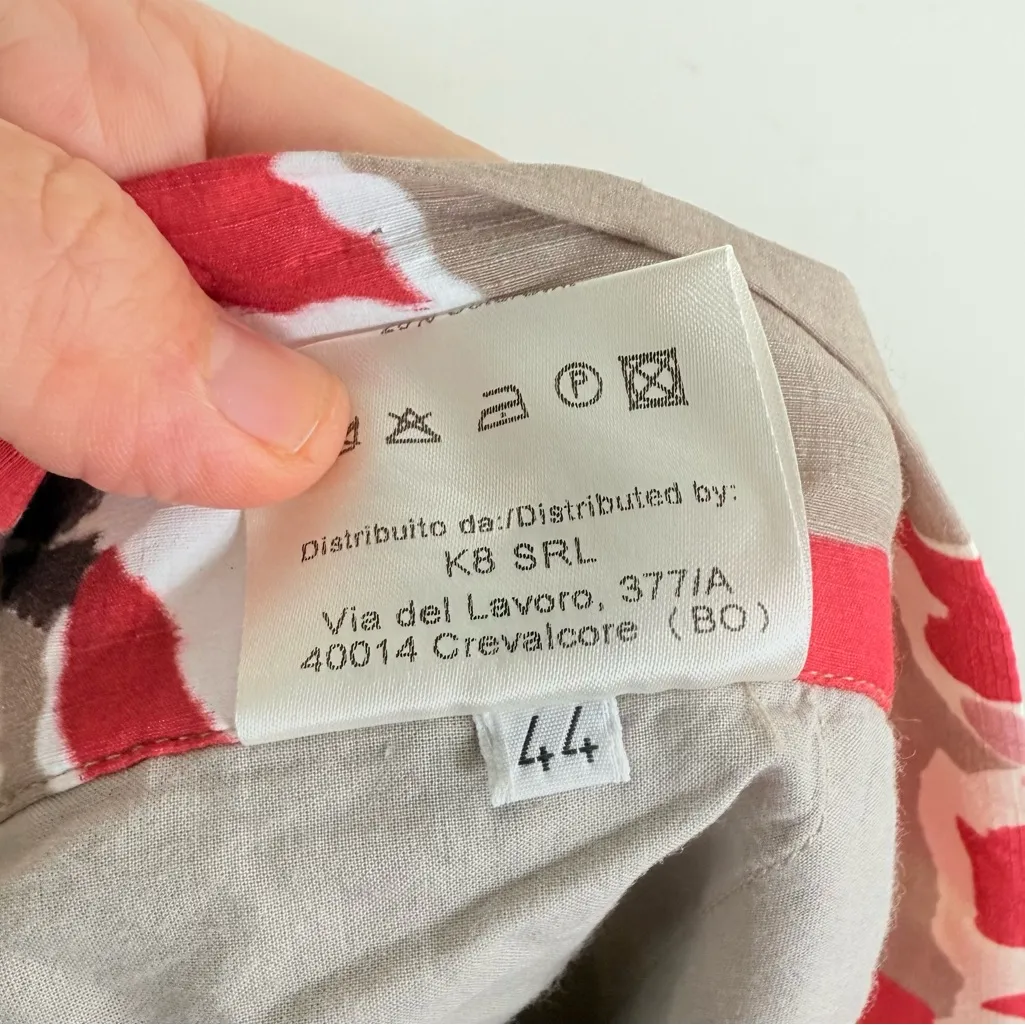 P
Distribuito da:/Distributed by:
K8 SRL
Via del Lavoro, 377/A
40014 Crevalcore (BO)
44